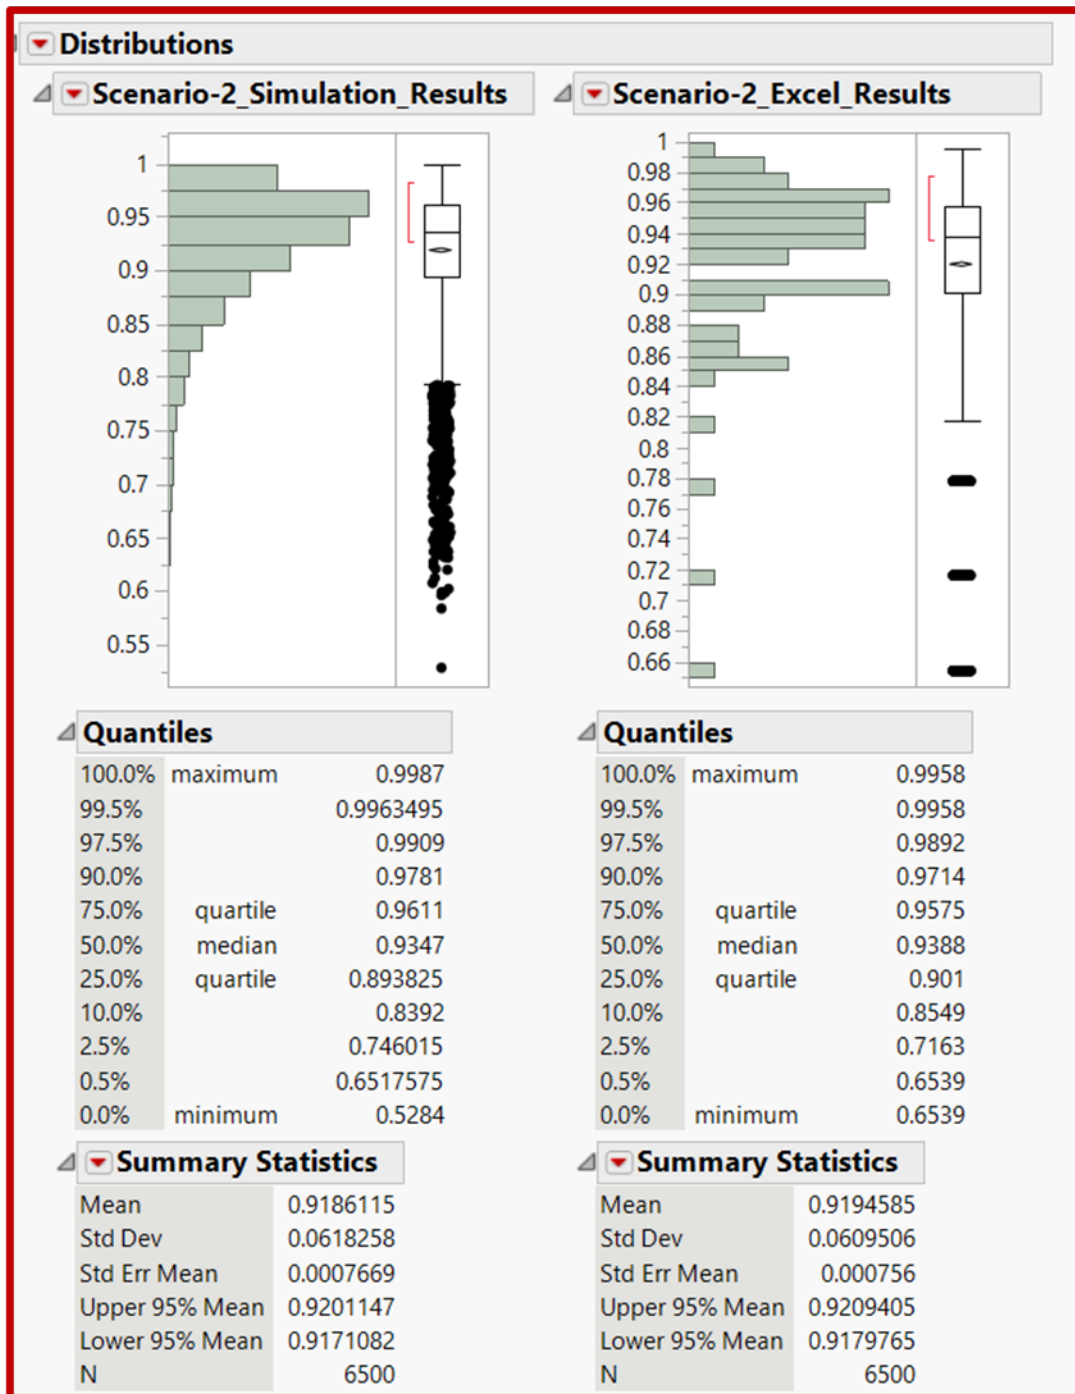 Distributions
Scenario-2_Simulation_Results
1
0.95
0.9
0.85
0.8
0.75
0.7
0.65
0.6
0.55
Quantiles
100.0% maximum 0.9987
99.5% 0.9963495
97.5% 0.9909
90.0% 0.9781
75.0% quartile 0.9611
50.0% median 0.9347
25.0% quartile 0.893825
10.0% 0.8392
2.5% 0.746015
0.5% 0.6517575
0.0% minimum 0.5284
Summary Statistics
Mean 0.9186115
Std Dev 0.0618258
Std Err Mean 0.0007669
Upper 95% Mean 0.9201147
Lower 95% Mean 0.9171082
N 6500
Scenario-2_Excel_Results
1
0.98
0.96
0.94
0.92
0.9
0.88
0.86
0.84
0.82
0.8
0.78
0.76
0.74
0.72
0.7
0.68
0.66
Quantiles
100.0% maximum 0.9958
99.5% 0.9958
97.5% 0.9892
90.0% 0.9714
75.0% quartile 0.9575
50.0% median 0.9388
25.0% quartile 0.901
10.0% 0.8549
2.5% 0.7163
0.5% 0.6539
0.0% minimum 0.6539
Summary Statistics
Mean 0.9194585
Std Dev 0.0609506
Std Err Mean 0.000756
Upper 95% Mean 0.9209405
Lower 95% Mean 0.9179765
N 6500